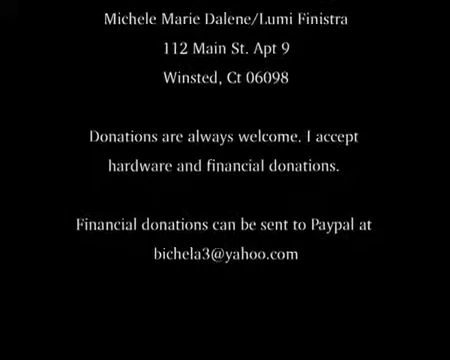 Michele Marie Dalene/Lumi Finistra
112 Main St. Apt 9
Winsted, Ct 06098
Donations are always welcome. I accept
hardware and financial donations.
Financial donations can be sent to Paypal at
bichela3@yahoo.com